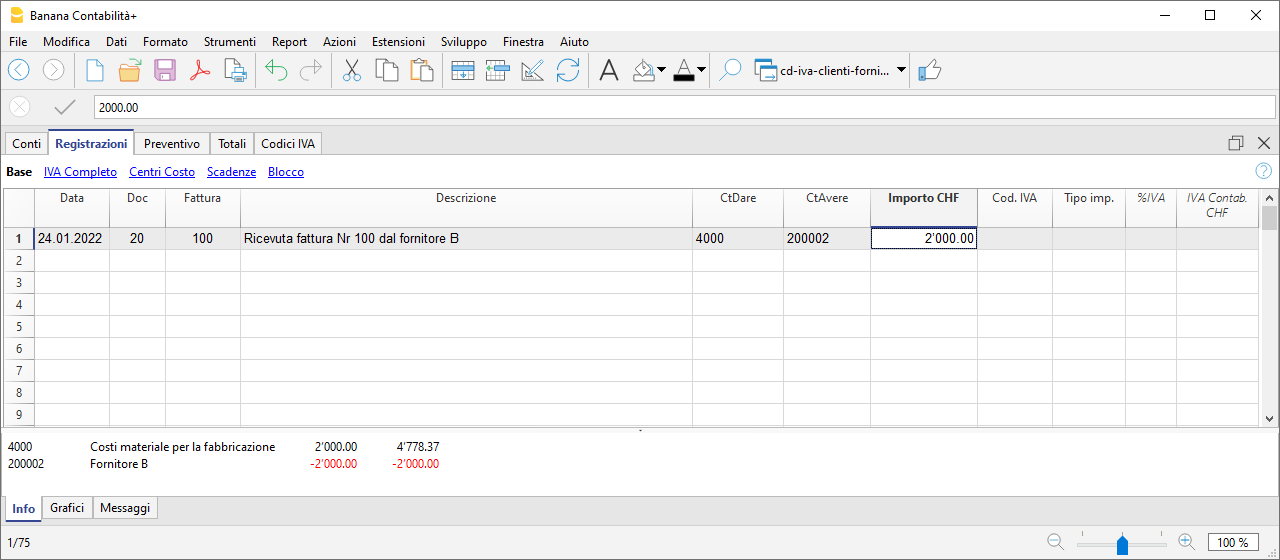 Banana Contabilità+
File Modifica Dati Formato Strumenti Report Azioni Estensioni Sviluppo Finestra Aiuto
A A cd-iva-clienti-forni...
2000.00
Conti Registrazioni Preventivo Totali Codici IVA
Base IVA Completo Centri Costo Scadenze Blocco ?
Data Doc Fattura Descrizione CtDare CtAvere Importo CHF Cod. IVA Tipo imp. %IVA IVA Contab.
CHF
1 24.01.2022 20 100 Ricevuta fattura Nr 100 dal fornitore B 4000 200002 2'000.00
2
3
4
5
6
7
8
9
4000 Costi materiale per la fabbricazione 2'000.00 4'778.37
200002 Fornitore B -2'000.00 -2'000.00
Info Grafici Messaggi
1/75 100 %